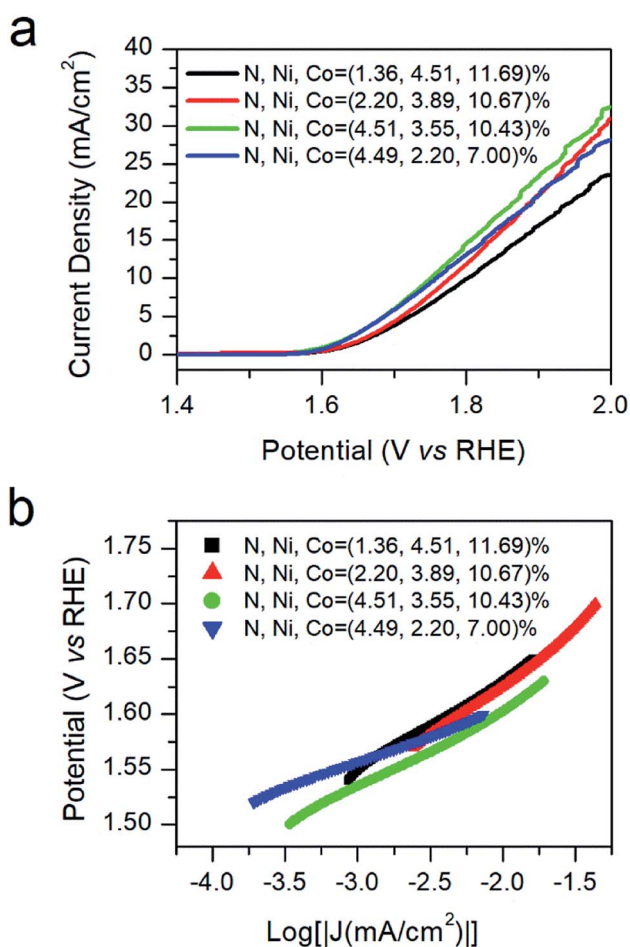 a
40
35
30
25
20
15
10
5
0
Current Density (mA/cm²)
N, Ni, Co=(1.36, 4.51, 11.69)%
N, Ni, Co=(2.20, 3.89, 10.67)%
N, Ni, Co=(4.51, 3.55, 10.43)%
N, Ni, Co=(4.49, 2.20, 7.00)%
1.4 1.6 1.8 2.0
Potential (V vs RHE)
b
1.75
1.70
1.65
1.60
1.55
1.50
Potential (V vs RHE)
N, Ni, Co=(1.36, 4.51, 11.69)%
N, Ni, Co=(2.20, 3.89, 10.67)%
N, Ni, Co=(4.51, 3.55, 10.43)%
N, Ni, Co=(4.49, 2.20, 7.00)%
-4.0 -3.5 -3.0 -2.5 -2.0 -1.5
Log[|J(mA/cm²)|]